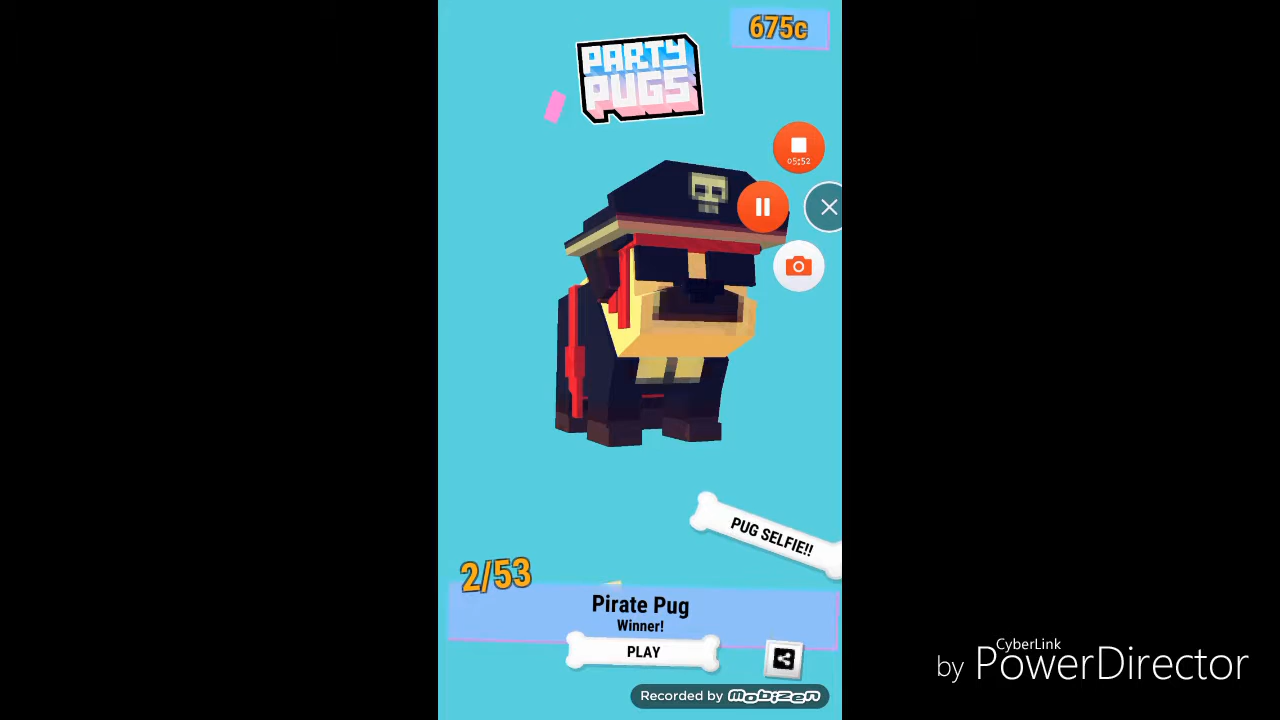 675c
PARTY
PUGS
05:52
PUG SELFIE!!
2/53
Pirate Pug
Winner!
PLAY
Recorded by mobizen
CyberLink
by PowerDirector